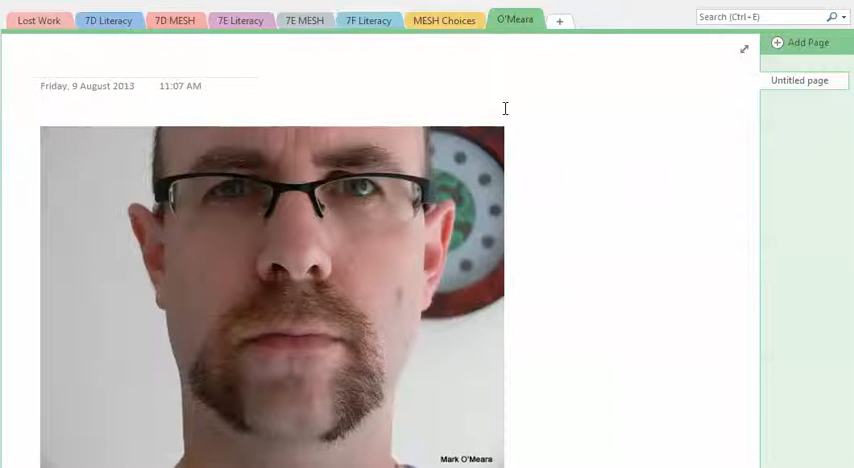 Lost Work 7D Literacy 7D MESH 7E Literacy 7E MESH 7F Literacy MESH Choices O'Meara +
Search (Ctrl+E)
Add Page
Untitled page
Friday, 9 August 2013 11:07 AM
Mark O'Meara